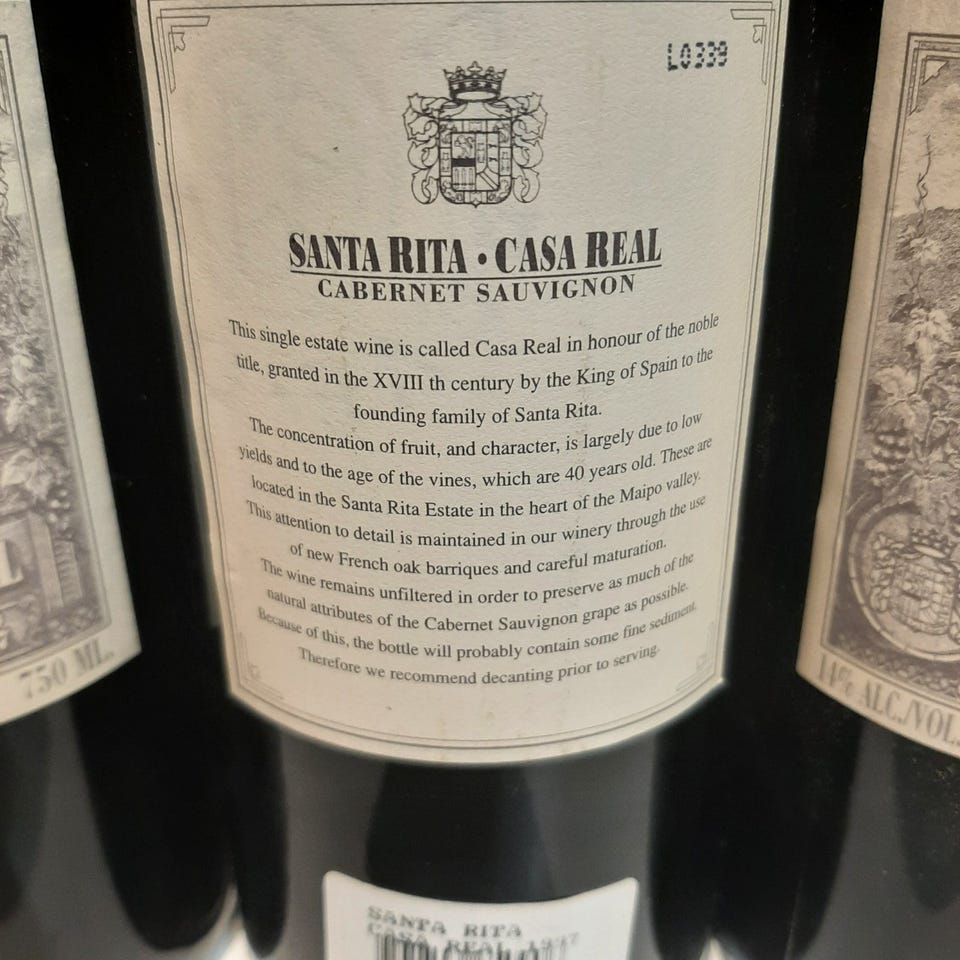 L0339
SANTA RITA • CASA REAL
CABERNET SAUVIGNON
This single estate wine is called Casa Real in honour of the noble
title, granted in the XVIII th century by the King of Spain to the
founding family of Santa Rita.
The concentration of fruit, and character, is largely due to low
yields and to the age of the vines, which are 40 years old. These are
located in the Santa Rita Estate in the heart of the Maipo valley.
This attention to detail is maintained in our winery through the use
of new French oak barriques and careful maturation.
The wine remains unfiltered in order to preserve as much of the
natural attributes of the Cabernet Sauvignon grape as possible.
Because of this, the bottle will probably contain some fine sediment.
Therefore we recommend decanting prior to serving.
750 ML.
14% ALC./VOL.
SANTA RITA
CASA REAL